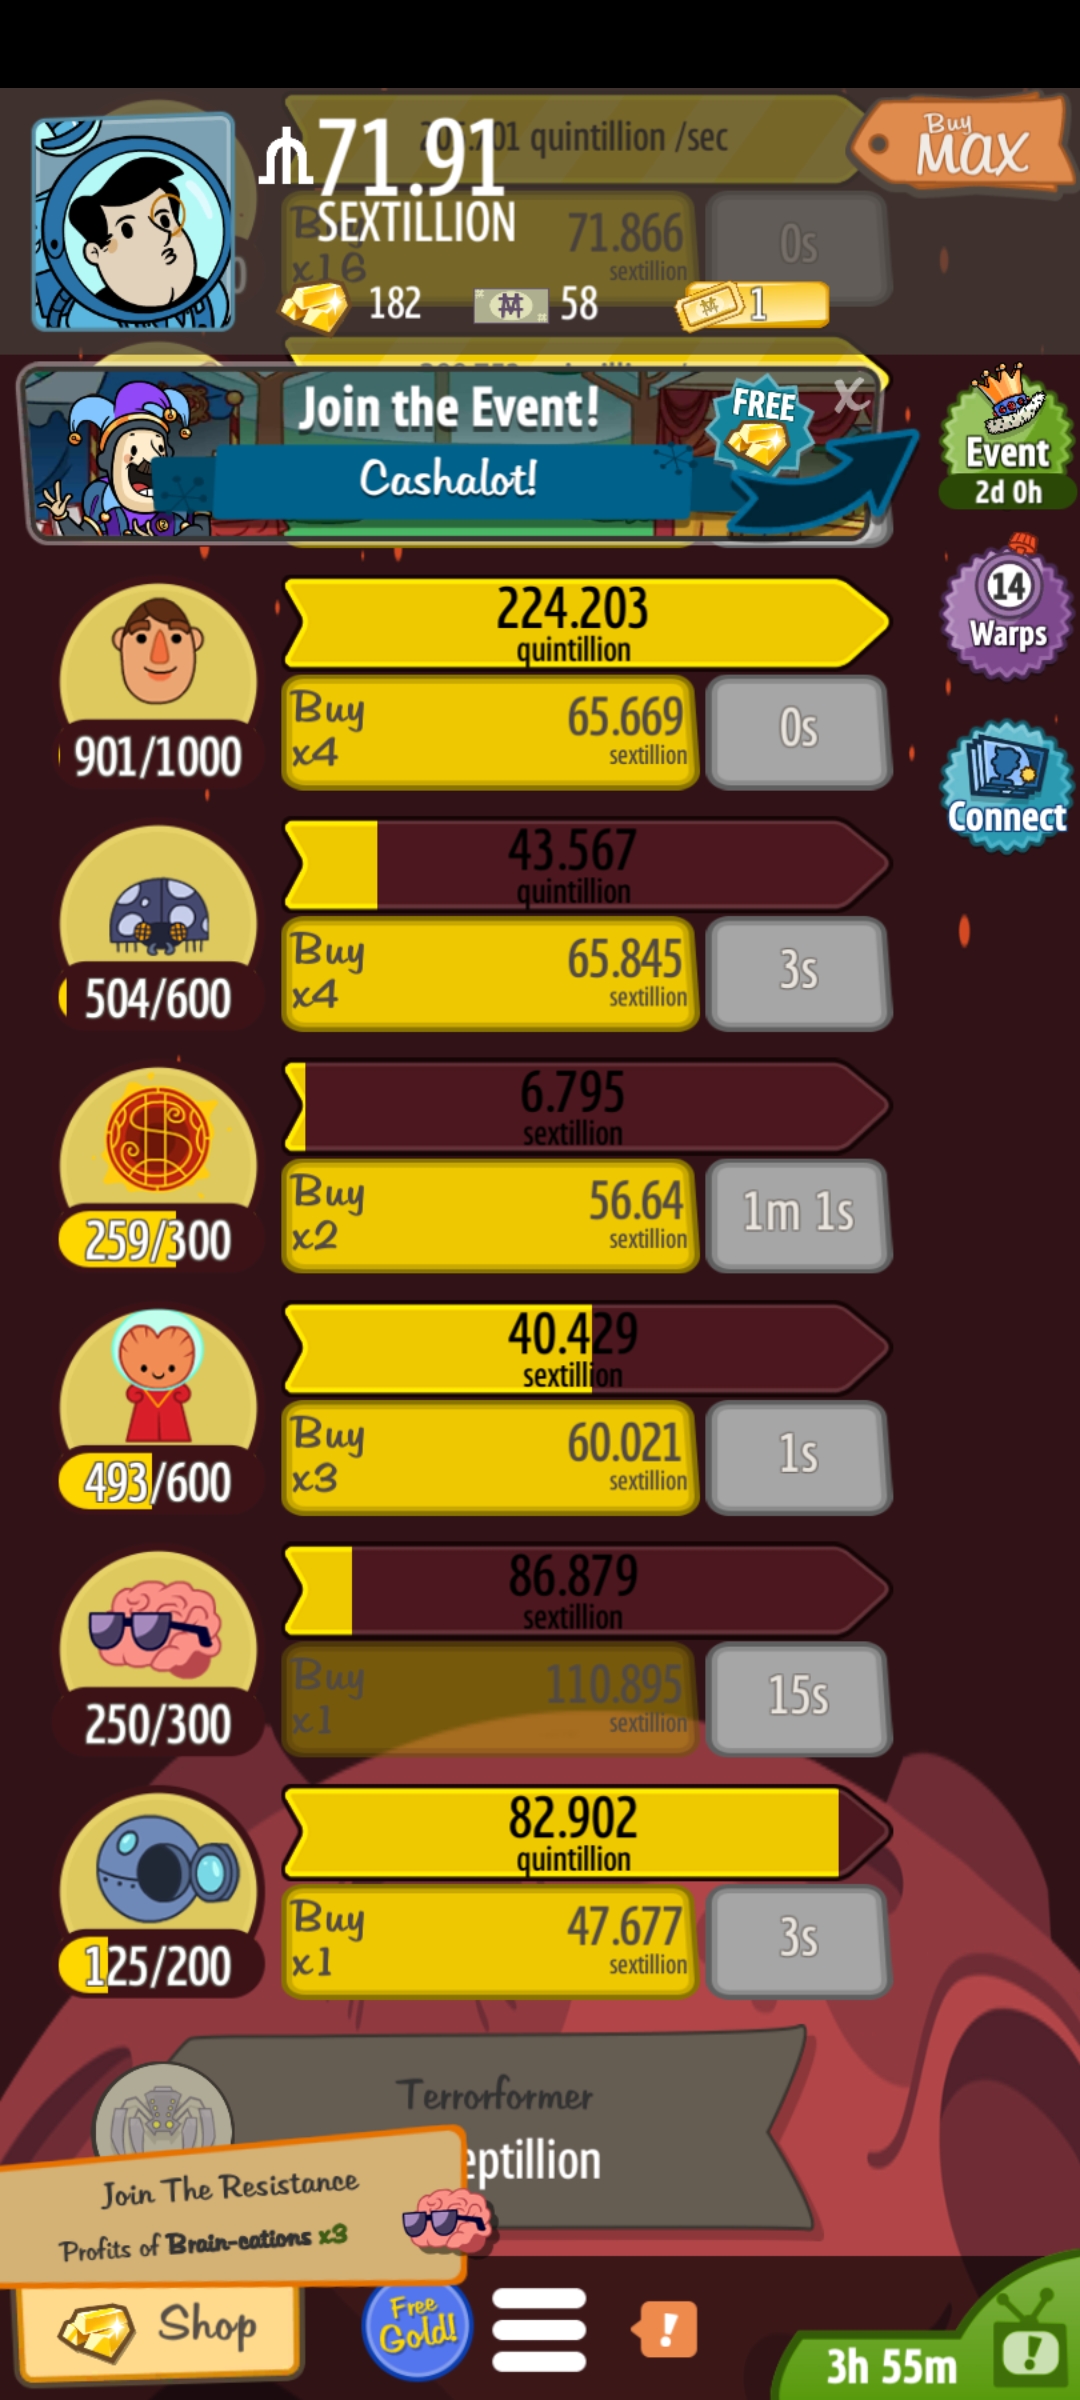 quintillion /sec
₼71.91
SEXTILLION
Buy
MAX
x16
71.866
sextillion
0s
182
58
1
Join the Event!
Cashalot!
FREE
X
Event
2d 0h
14
Warps
Connect
224.203
quintillion
901/1000
Buy
x4
65.669
sextillion
0s
43.567
quintillion
504/600
Buy
x4
65.845
sextillion
3s
6.795
sextillion
259/300
Buy
x2
56.64
sextillion
1m 1s
40.429
sextillion
493/600
Buy
x3
60.021
sextillion
1s
86.879
sextillion
250/300
Buy
x1
110.895
sextillion
15s
82.902
quintillion
125/200
Buy
x1
47.677
sextillion
3s
Terrorformer
eptillion
Join The Resistance
Profits of Brain-cations x3
Shop
Free
Gold!
!
3h 55m
!